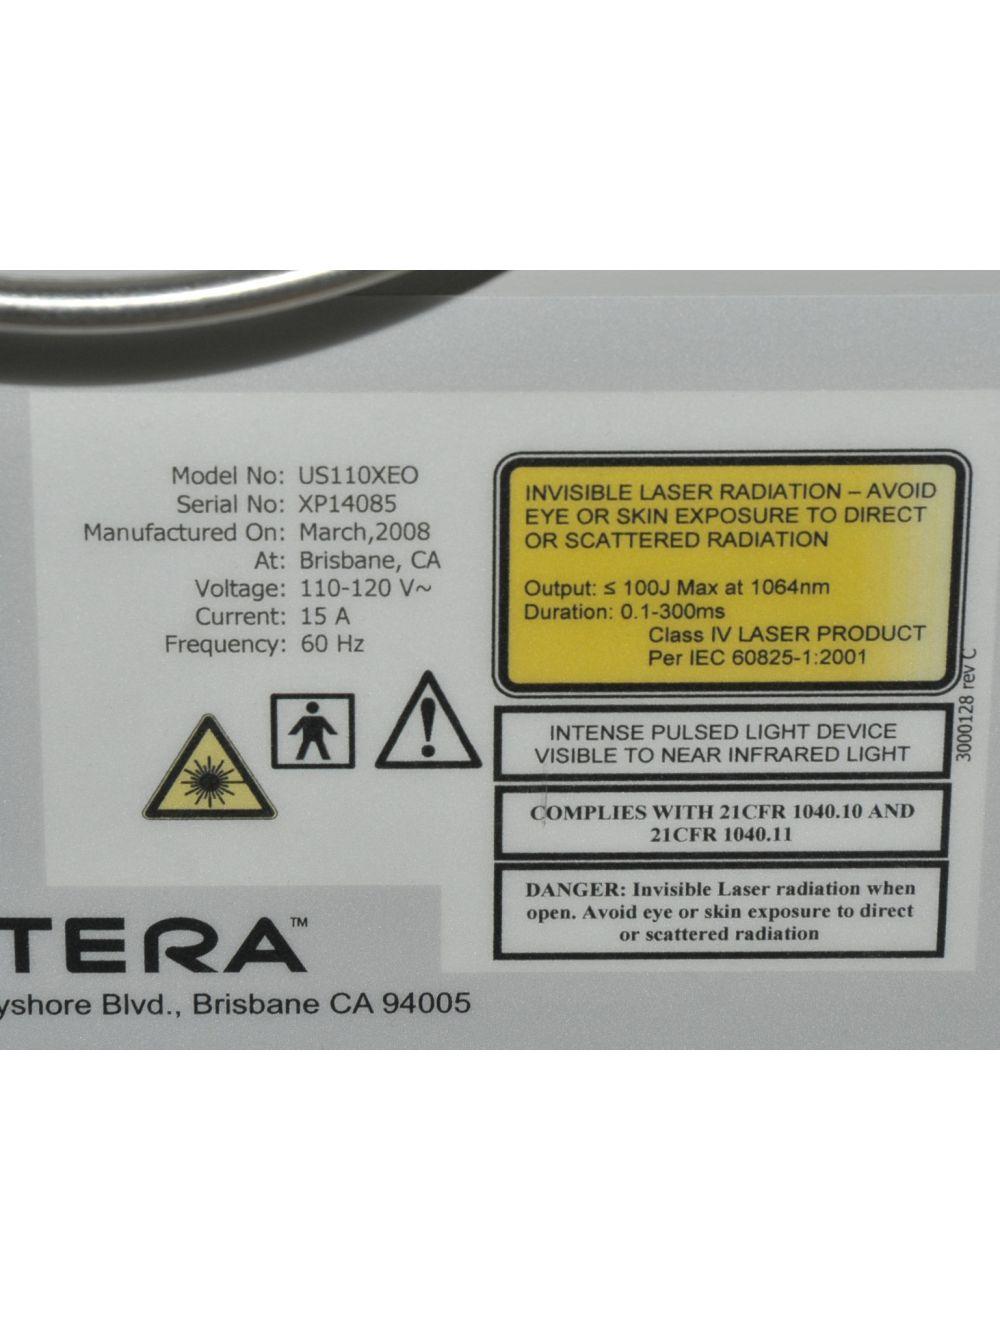 Model No: US110XEO
Serial No: XP14085
Manufactured On: March,2008
At: Brisbane, CA
Voltage: 110-120 V~
Current: 15 A
Frequency: 60 Hz
INVISIBLE LASER RADIATION – AVOID
EYE OR SKIN EXPOSURE TO DIRECT
OR SCATTERED RADIATION
Output: ≤ 100J Max at 1064nm
Duration: 0.1-300ms
Class IV LASER PRODUCT
Per IEC 60825-1:2001
3000128 rev C
INTENSE PULSED LIGHT DEVICE
VISIBLE TO NEAR INFRARED LIGHT
COMPLIES WITH 21CFR 1040.10 AND
21CFR 1040.11
DANGER: Invisible Laser radiation when
open. Avoid eye or skin exposure to direct
or scattered radiation
TERA™
yshore Blvd., Brisbane CA 94005